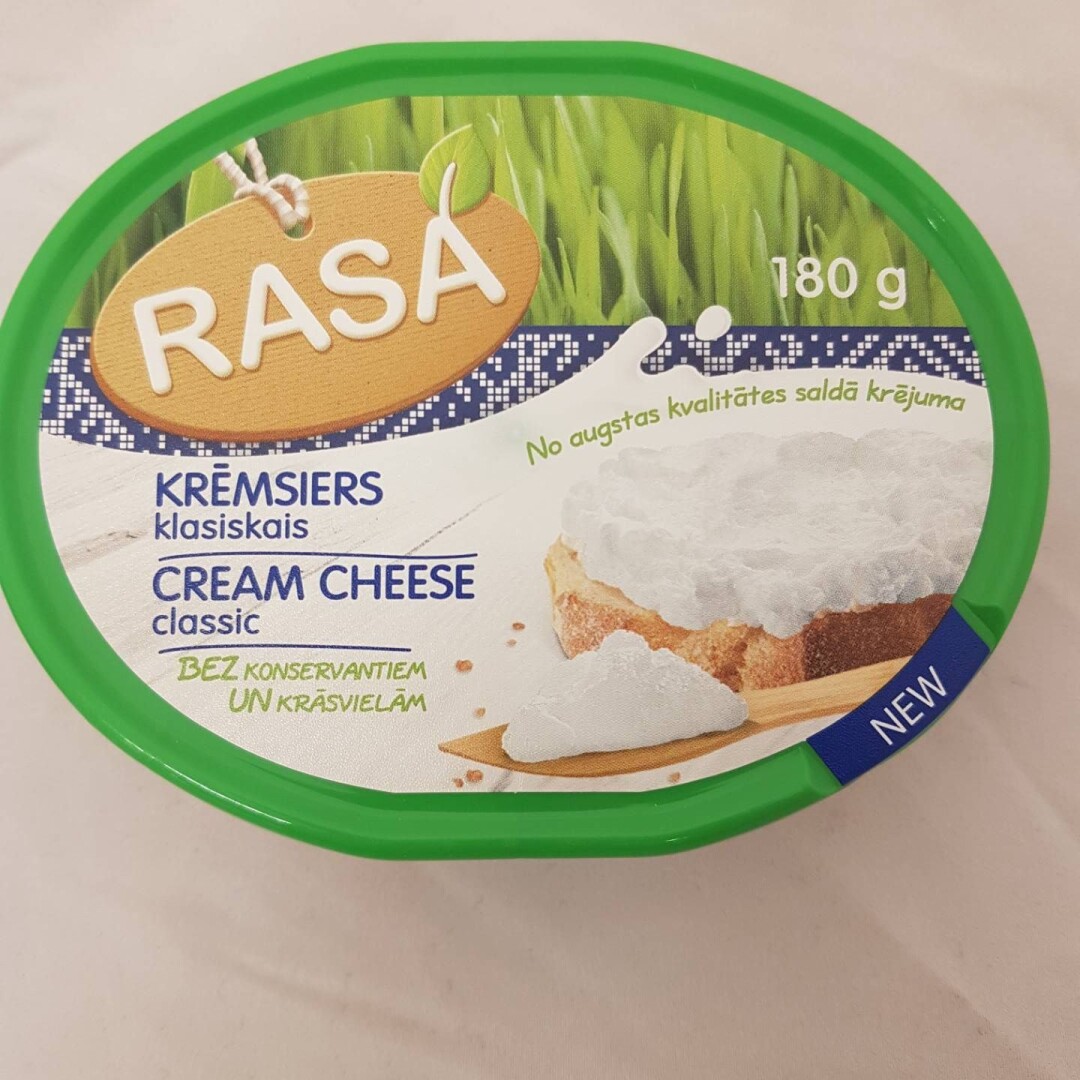 RASA
180 g
No augstas kvalitātes saldā krējuma
KRĒMSIERS
klasiskais
CREAM CHEESE
classic
BEZ KONSERVANTIEM
UN KRĀSVIELĀM
NEW